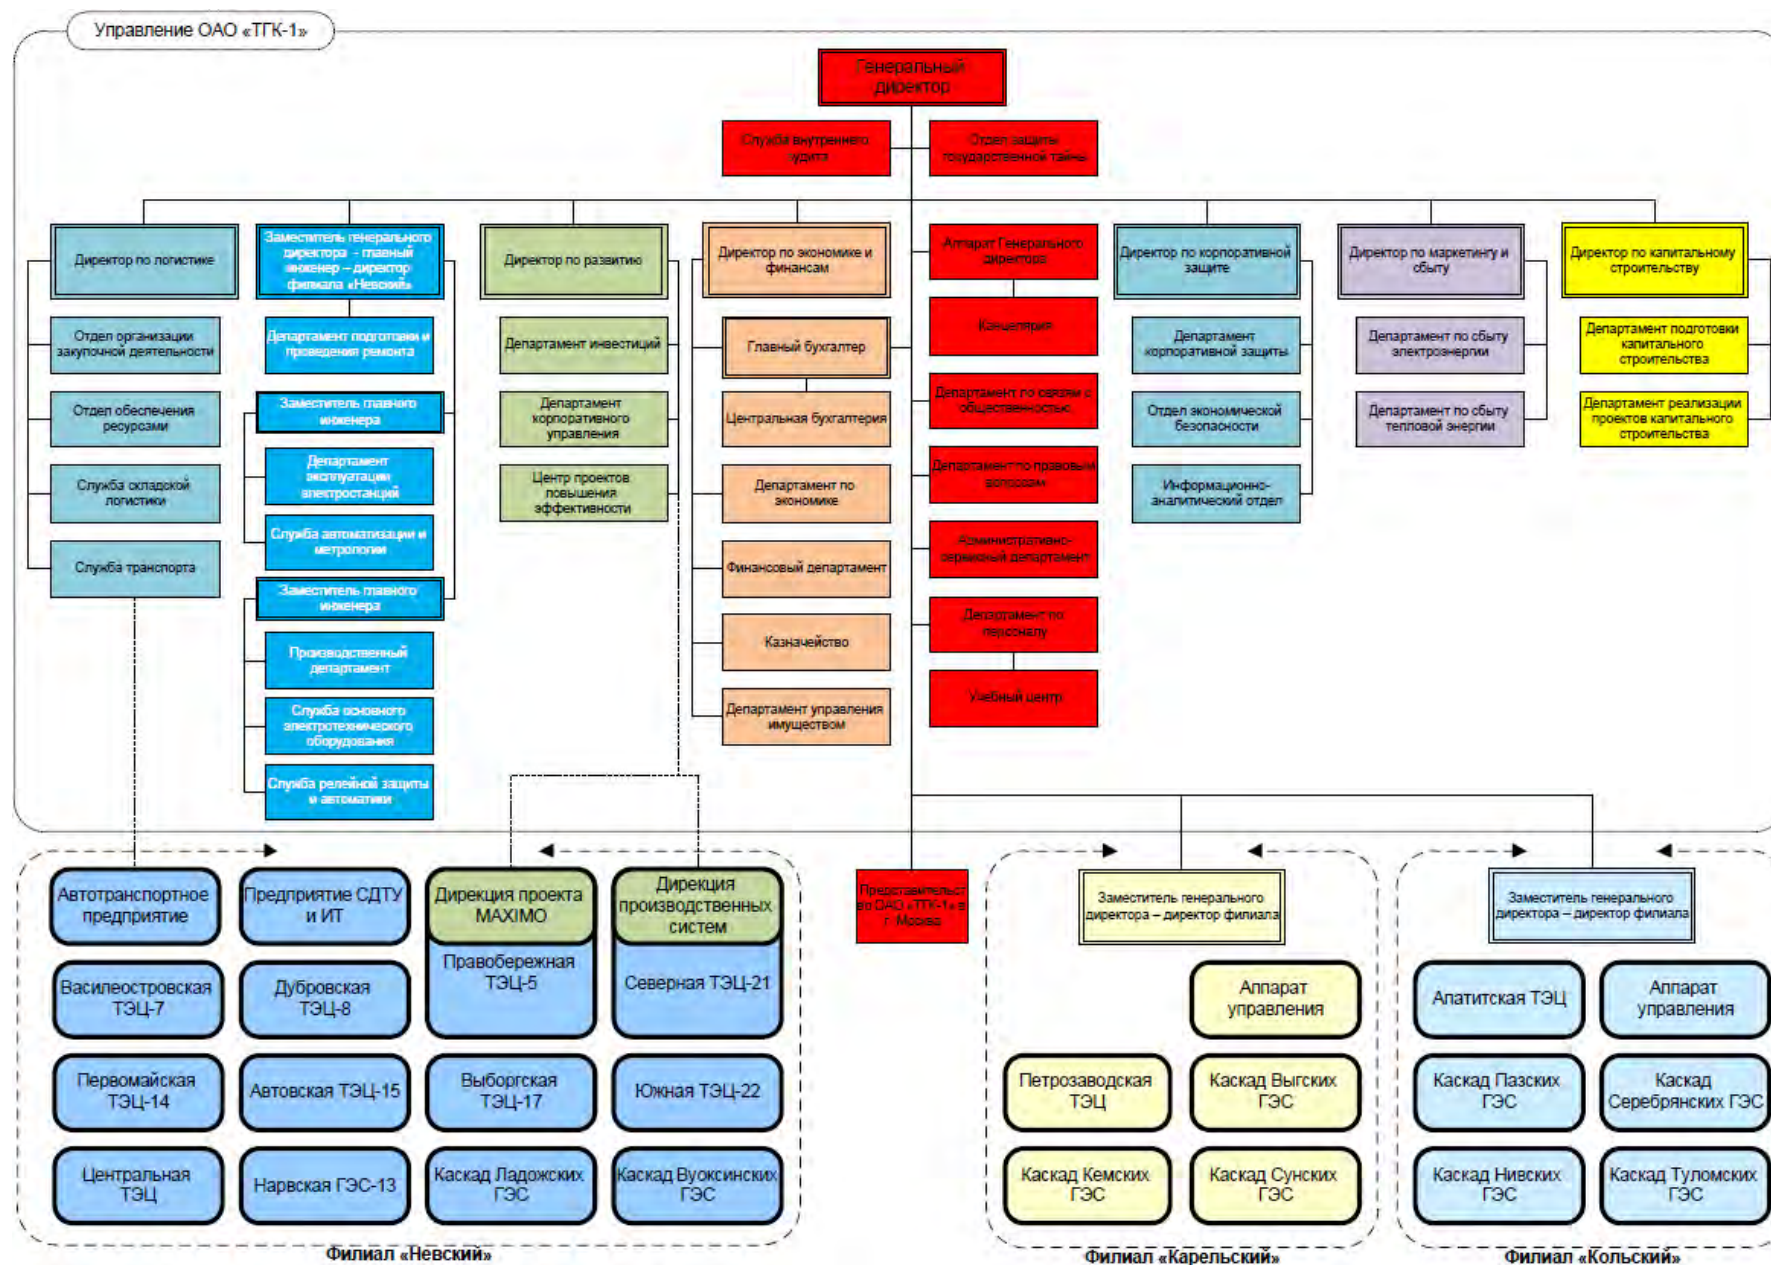 Управление ОАО «ТГК-1»
Генеральный
директор
Служба внутреннего
аудита
Отдел защиты
государственной тайны
Директор по логистике
Отдел организации
закупочной деятельности
Отдел обеспечения
ресурсами
Служба складской
логистики
Служба транспорта
Заместитель генерального
директора - главный
инженер – директор
филиала «Невский»
Департамент подготовки и
проведения ремонта
Заместитель главного
инженера
Департамент
эксплуатации
электростанций
Служба автоматизации и
метрологии
Заместитель главного
инженера
Производственный
департамент
Служба основного
электротехнического
оборудования
Служба релейной защиты
и автоматики
Директор по развитию
Департамент инвестиций
Департамент
корпоративного
управления
Центр проектов
повышения
эффективности
Директор по экономике и
финансам
Главный бухгалтер
Центральная бухгалтерия
Департамент по
экономике
Финансовый департамент
Казначейство
Департамент управления
имуществом
Аппарат Генерального
директора
Канцелярия
Департамент по связям с
общественностью
Департамент по правовым
вопросам
Административно-
сервисный департамент
Департамент по
персоналу
Учебный центр
Директор по корпоративной
защите
Департамент
корпоративной защиты
Отдел экономической
безопасности
Информационно-
аналитический отдел
Директор по маркетингу и
сбыту
Департамент по сбыту
электроэнергии
Департамент по сбыту
тепловой энергии
Директор по капитальному
строительству
Департамент подготовки
капитального
строительства
Департамент реализации
проектов капитального
строительства
Автотранспортное
предприятие
Предприятие СДТУ
и ИТ
Дирекция проекта
MAXIMO
Дирекция
производственных
систем
Василеостровская
ТЭЦ-7
Дубровская
ТЭЦ-8
Правобережная
ТЭЦ-5
Северная ТЭЦ-21
Первомайская
ТЭЦ-14
Автовская ТЭЦ-15
Выборгская
ТЭЦ-17
Южная ТЭЦ-22
Центральная
ТЭЦ
Нарвская ГЭС-13
Каскад Ладожских
ГЭС
Каскад Вуоксинских
ГЭС
Филиал «Невский»
Представительст
во ОАО «ТГК-1» в
г. Москва
Заместитель генерального
директора – директор филиала
Аппарат
управления
Петрозаводская
ТЭЦ
Каскад Выгских
ГЭС
Каскад Кемских
ГЭС
Каскад Сунских
ГЭС
Филиал «Карельский»
Заместитель генерального
директора – директор филиала
Апатитская ТЭЦ
Аппарат
управления
Каскад Пазских
ГЭС
Каскад
Серебрянских ГЭС
Каскад Нивских
ГЭС
Каскад Туломских
ГЭС
Филиал «Кольский»